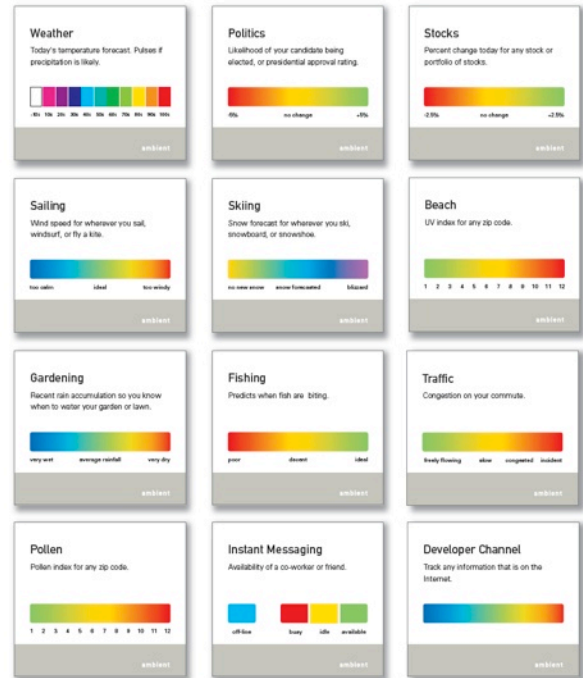 Weather
Today's temperature forecast. Pulses if
precipitation is likely.
10s 20s 30s 40s 50s 60s 70s 80s 90s 100s
ambient
Politics
Likelihood of your candidate being
elected, or presidential approval rating.
-5% no change +5%
ambient
Stocks
Percent change today for any stock or
portfolio of stocks.
-2.5% no change +2.5%
ambient
Sailing
Wind speed for wherever you sail,
windsurf, or fly a kite.
too calm ideal too windy
ambient
Skiing
Snow forecast for wherever you ski,
snowboard, or snowshoe.
no new snow snow forecasted blizzard
ambient
Beach
UV index for any zip code.
1 2 3 4 5 6 7 8 9 10 11 12
ambient
Gardening
Recent rain accumulation so you know
when to water your garden or lawn.
very wet average rainfall very dry
ambient
Fishing
Predicts when fish are biting.
poor decent ideal
ambient
Traffic
Congestion on your commute.
freely flowing slow congested incident
ambient
Pollen
Pollen index for any zip code.
1 2 3 4 5 6 7 8 9 10 11 12
ambient
Instant Messaging
Availability of a co-worker or friend.
off-line busy idle available
ambient
Developer Channel
Track any information that is on the
Internet.
ambient